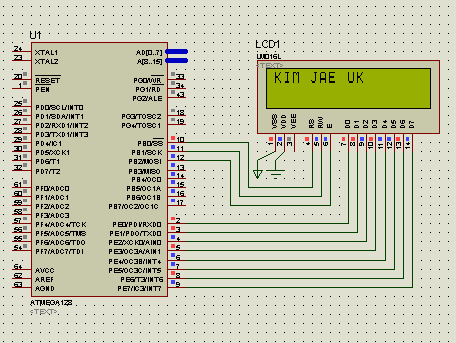 U1
24 XTAL1 AD[0..7]
23 XTAL2 A[8..15]
20 RESET PG0/WR 33
1 PEN PG1/RD 34
PG2/ALE 43
25 PD0/SCL/INT0
26 PD1/SDA/INT1 PG3/TOSC2 18
27 PD2/RXD1/INT2 PG4/TOSC1 19
28 PD3/TXD1/INT3
29 PD4/IC1 PB0/SS 10
30 PD5/XCK1 PB1/SCK 11
31 PD6/T1 PB2/MOSI 12
32 PD7/T2 PB3/MISO 13
PB4/OC0 14
61 PF0/ADC0 PB5/OC1A 15
60 PF1/ADC1 PB6/OC1B 16
59 PF2/ADC2 PB7/OC2/OC1C 17
58 PF3/ADC3
57 PF4/ADC4/TCK PE0/PDI/RXD0 2
56 PF5/ADC5/TMS PE1/PDO/TXD0 3
55 PF6/ADC6/TDO PE2/XCK0/AIN0 4
54 PF7/ADC7/TDI PE3/OC3A/AIN1 5
PE4/OC3B/INT4 6
64 AVCC PE5/OC3C/INT5 7
62 AREF PE6/T3/INT6 8
63 AGND PE7/IC3/INT7 9
ATMEGA128
<TEXT>
LCD1
LM016L
<TEXT>
KIM JAE UK
VSS VDD VEE RS RW E D0 D1 D2 D3 D4 D5 D6 D7
1 2 3 4 5 6 7 8 9 10 11 12 13 14